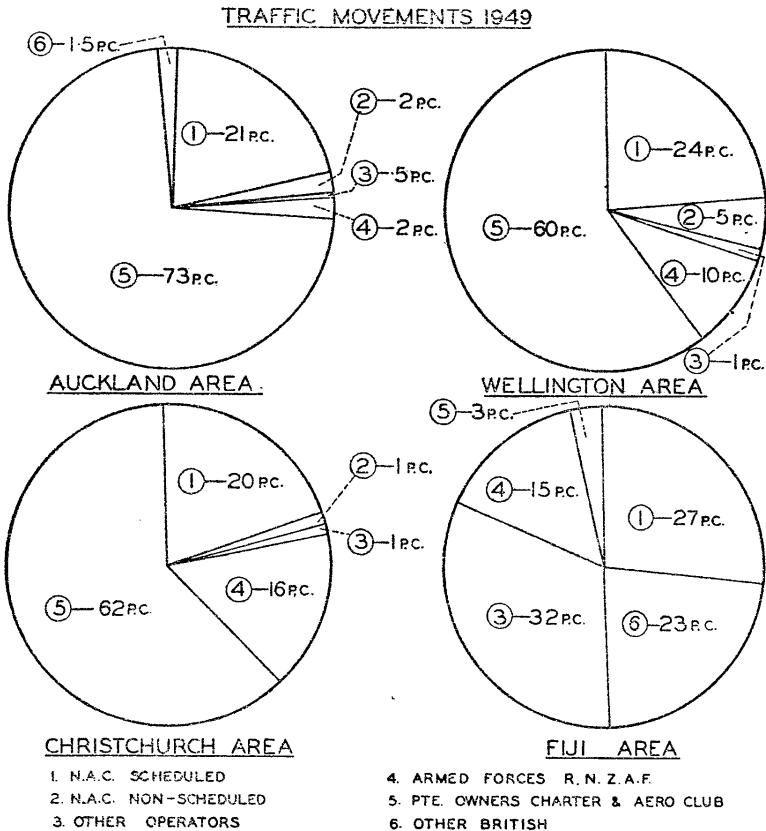 TRAFFIC MOVEMENTS 1949
6—1·5 P.C.
1—21 P.C.
2—2 P.C.
3—·5 P.C.
4—2 P.C.
5—73 P.C.
AUCKLAND AREA.
1—24 P.C.
2—5 P.C.
4—10 P.C.
3—1 P.C.
5—60 P.C.
WELLINGTON AREA
1—20 P.C.
2—1 P.C.
3—1 P.C.
4—16 P.C.
5—62 P.C.
CHRISTCHURCH AREA
5—3 P.C.
4—15 P.C.
1—27 P.C.
3—32 P.C.
6—23 P.C.
FIJI AREA
1. N.A.C. SCHEDULED
2. N.A.C. NON-SCHEDULED
3. OTHER OPERATORS
4. ARMED FORCES R.N.Z.A.F.
5. PTE. OWNERS CHARTER & AERO CLUB
6. OTHER BRITISH